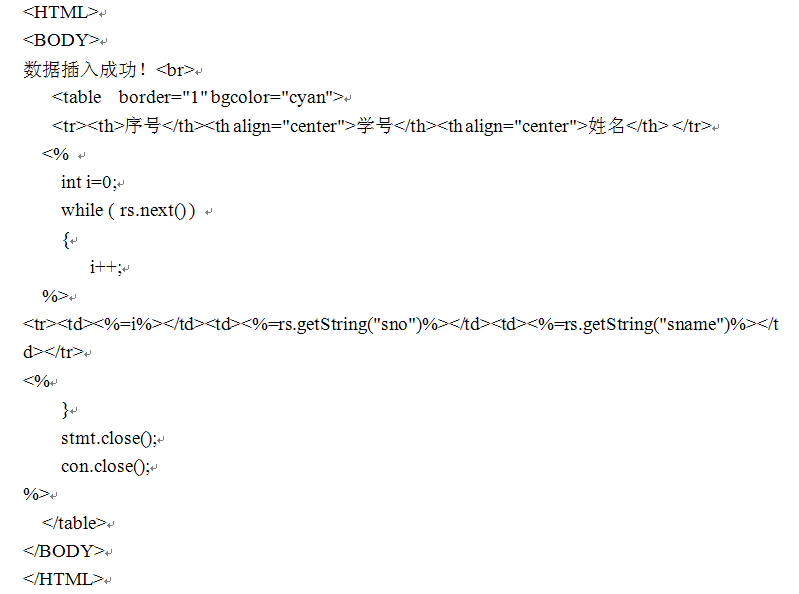 <HTML>
<BODY>
数据插入成功！<br>
<table border="1" bgcolor="cyan">
<tr><th>序号</th><th align="center">学号</th><th align="center">姓名</th> </tr>
<%
int i=0;
while ( rs.next() )
{
i++;
%>
<tr><td><%=i%></td><td><%=rs.getString("sno")%></td><td><%=rs.getString("sname")%></t
d></tr>
<%
}
stmt.close();
con.close();
%>
</table>
</BODY>
</HTML>